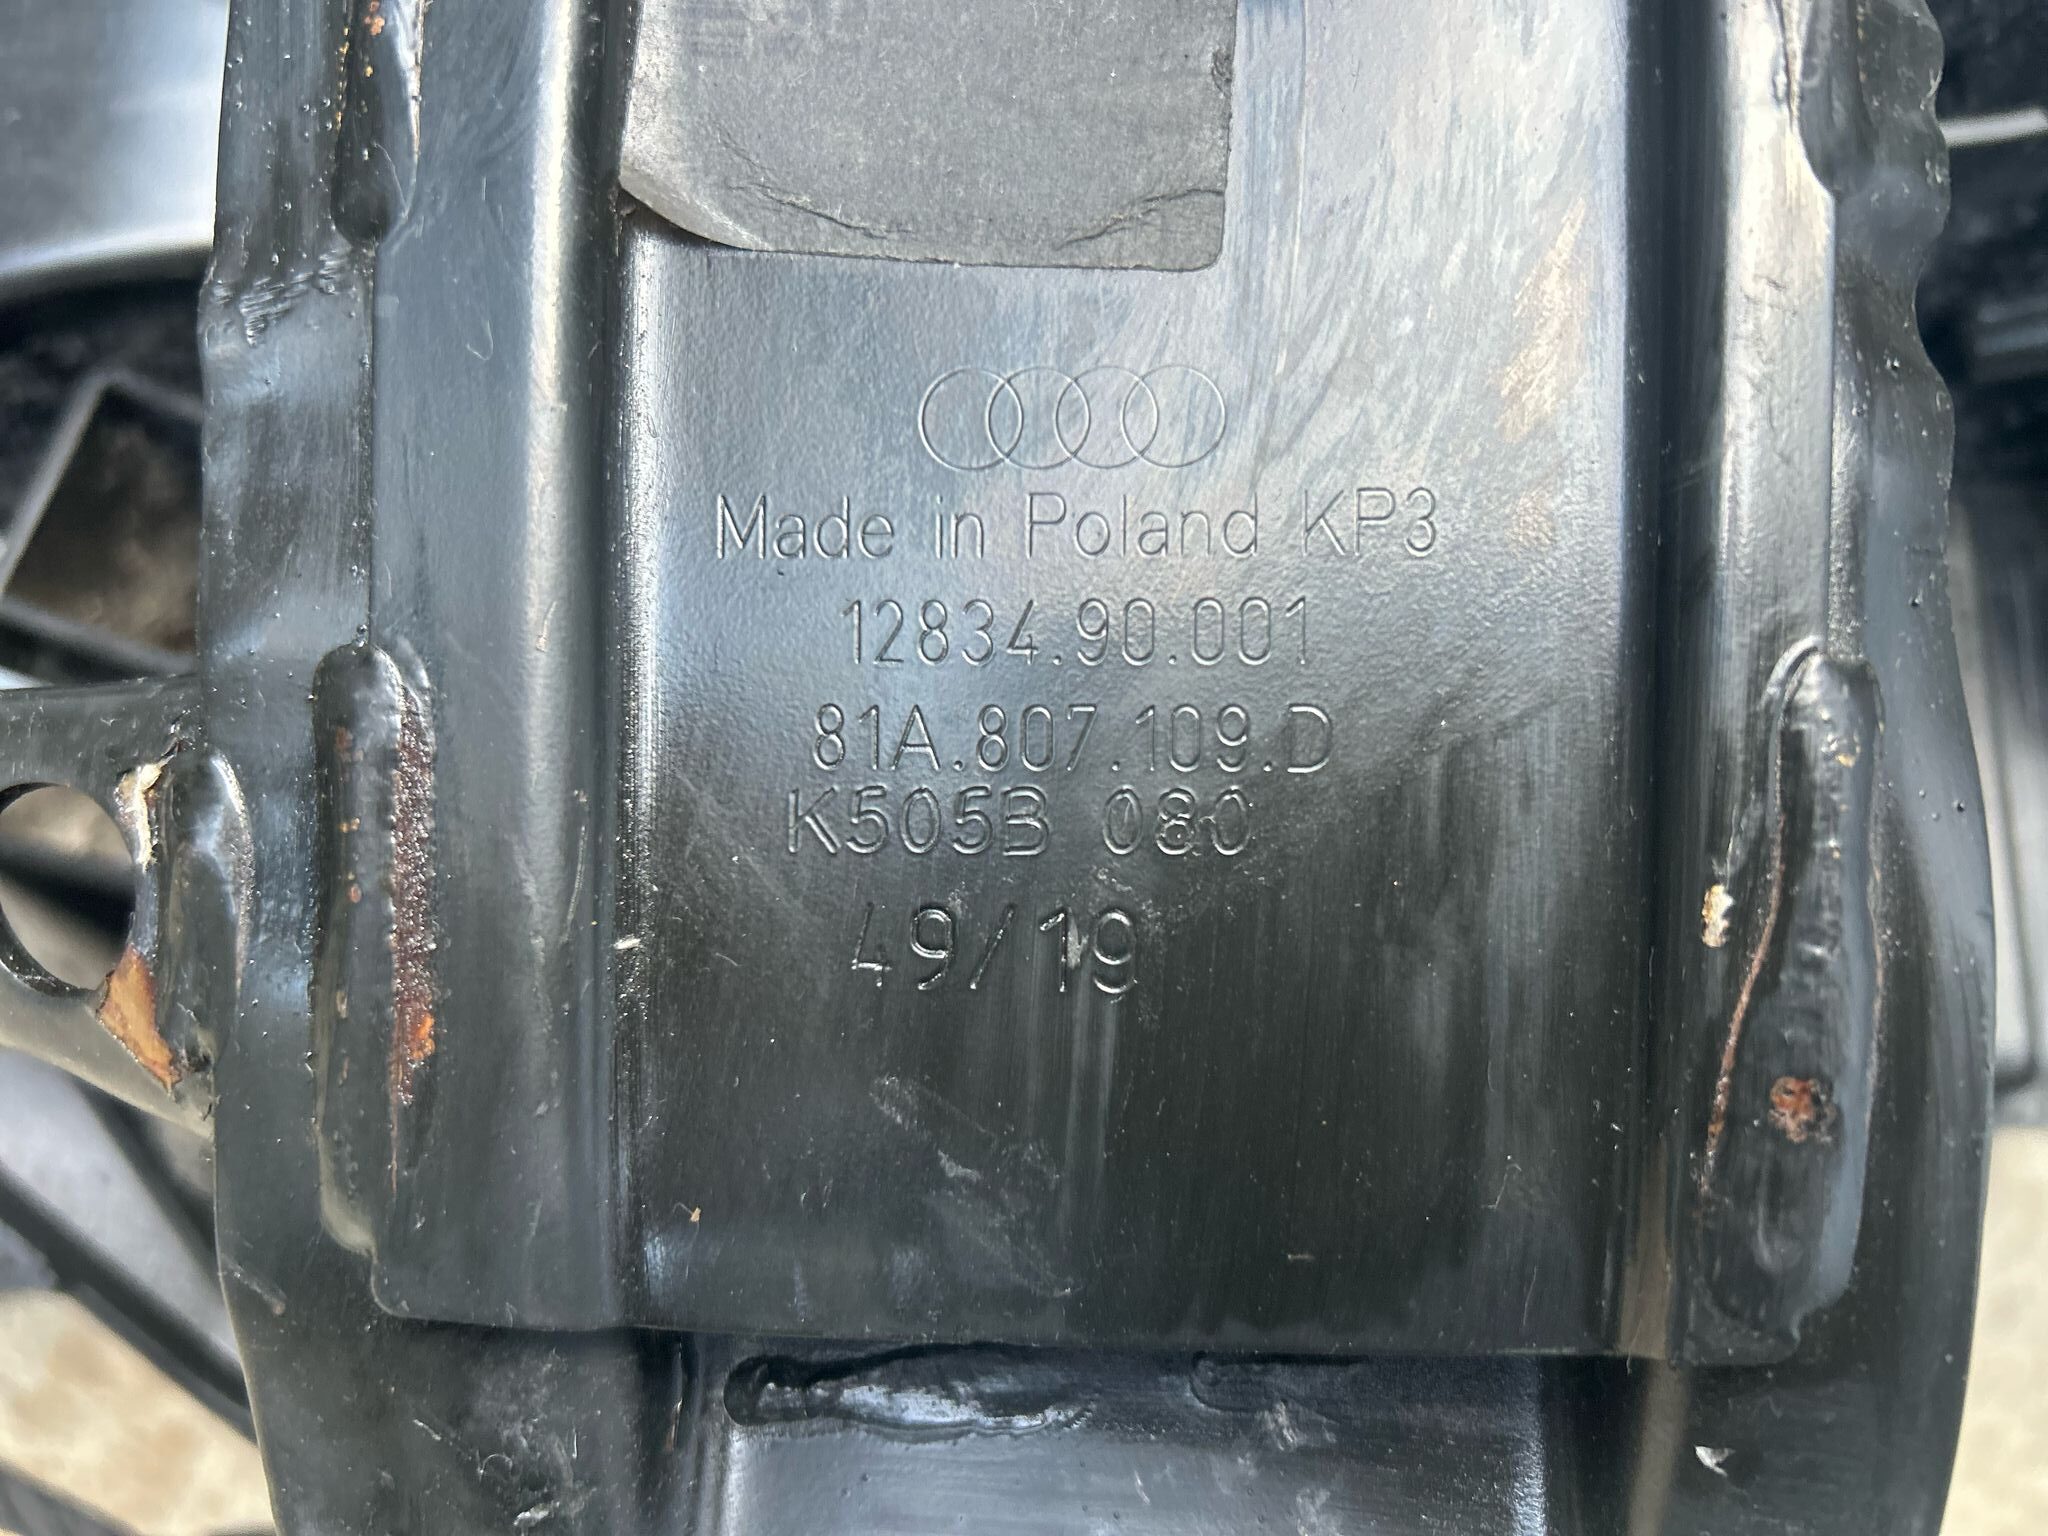 Made in Poland KP3
12834.90.001
81A.807.109.D
K505B 080
49/19